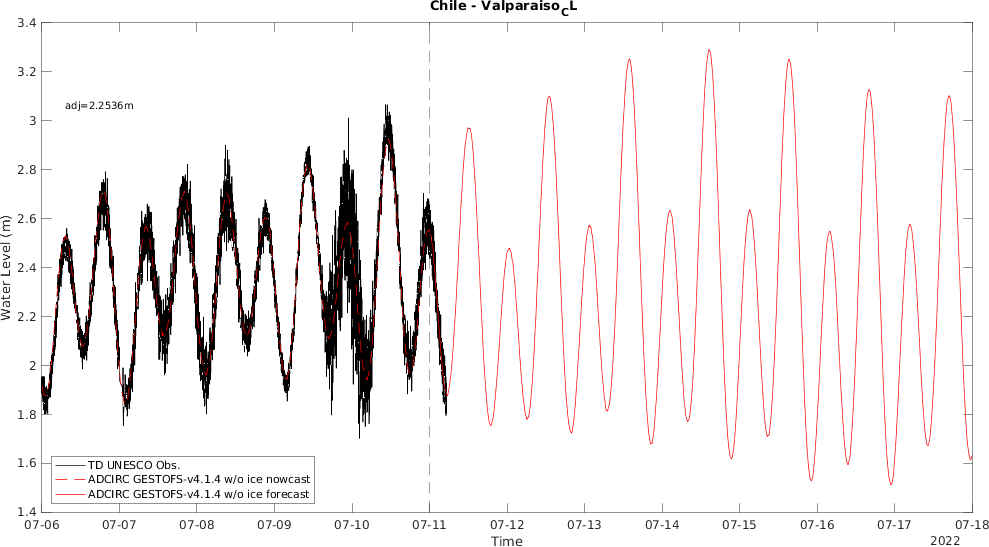 Chile - Valparaiso_CL
3.4
3.2
3
2.8
2.6
2.4
2.2
2
1.8
1.6
1.4
Water Level (m)
adj=2.2536m
TD UNESCO Obs.
ADCIRC GESTOFS-v4.1.4 w/o ice nowcast
ADCIRC GESTOFS-v4.1.4 w/o ice forecast
07-06 07-07 07-08 07-09 07-10 07-11 07-12 07-13 07-14 07-15 07-16 07-17 07-18
Time
2022